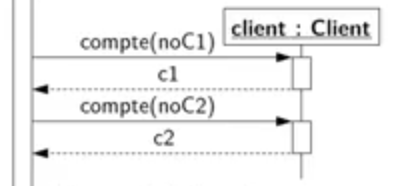 client : Client
compte(noC1)
c1
compte(noC2)
c2